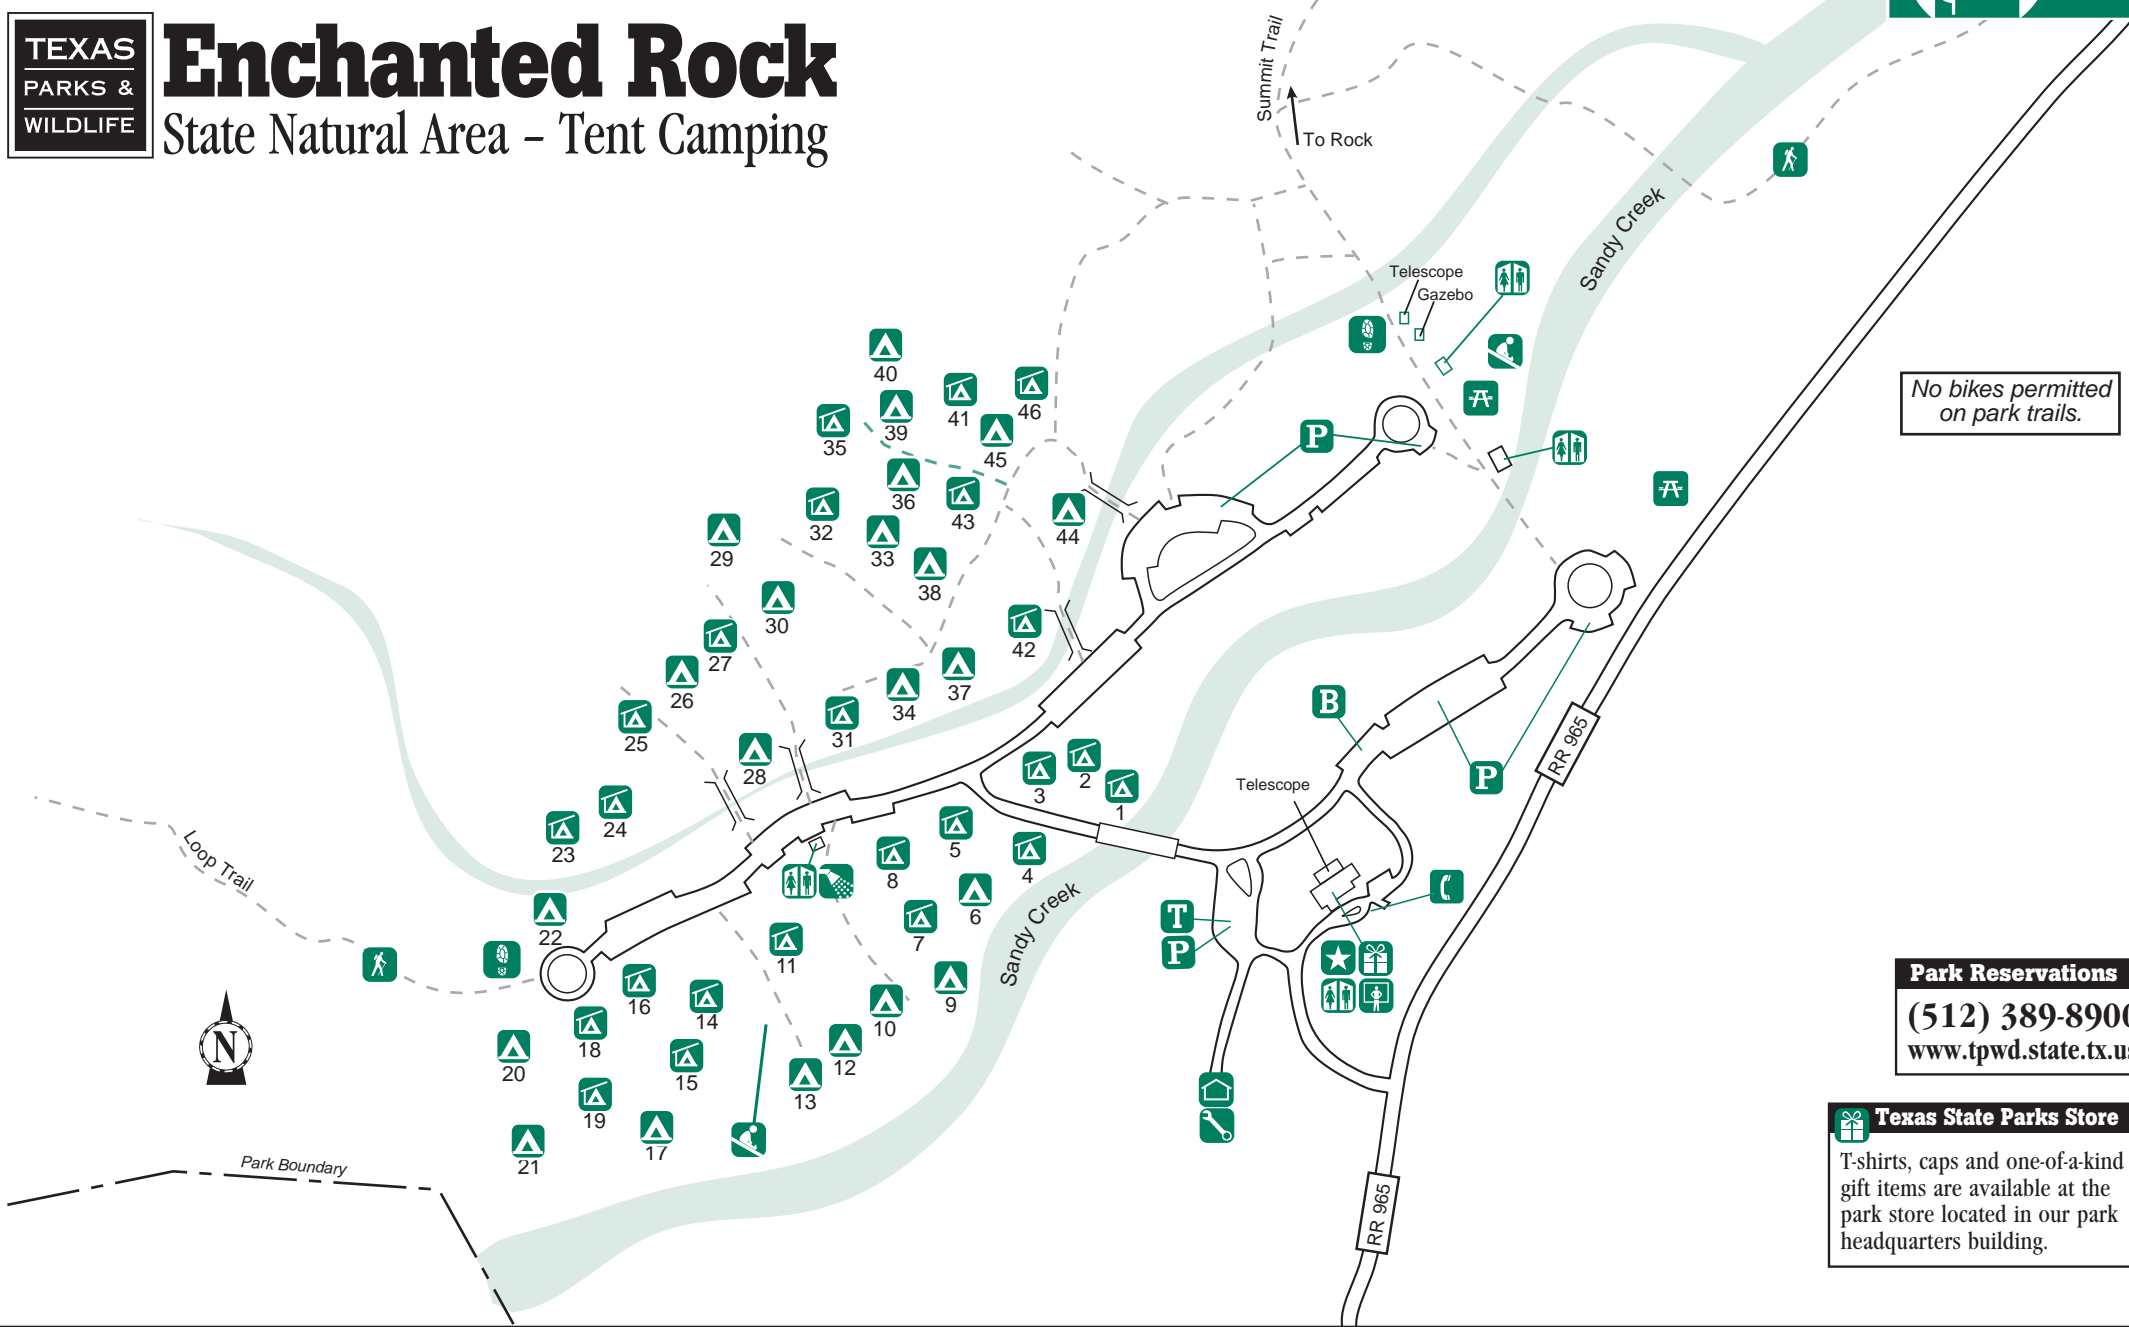 TEXAS
PARKS &
WILDLIFE
Enchanted Rock
State Natural Area – Tent Camping
Summit Trail
To Rock
Sandy Creek
Telescope
Gazebo
No bikes permitted
on park trails.
40
41
46
39
35
45
36
43
32
44
33
29
38
30
42
27
37
26
34
31
25
28
P
B
P
RR 965
Telescope
3
2
1
24
23
5
4
8
6
7
22
11
9
16
14
10
18
12
20
15
13
19
17
21
Loop Trail
Sandy Creek
T
P
N
Park Boundary
RR 965
Park Reservations
(512) 389-8900
www.tpwd.state.tx.us
Texas State Parks Store
T-shirts, caps and one-of-a-kind
gift items are available at the
park store located in our park
headquarters building.